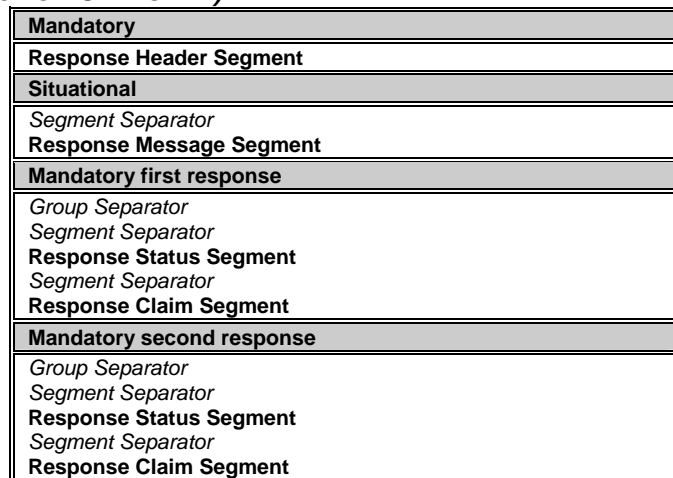 Mandatory
Response Header Segment
Situational
Segment Separator
Response Message Segment
Mandatory first response
Group Separator
Segment Separator
Response Status Segment
Segment Separator
Response Claim Segment
Mandatory second response
Group Separator
Segment Separator
Response Status Segment
Segment Separator
Response Claim Segment